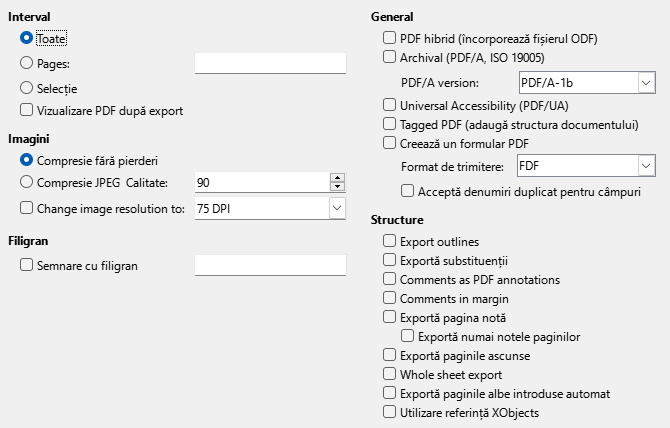 Interval
Toate
Pages:
Selecție
Vizualizare PDF după export
Imagini
Compresie fără pierderi
Compresie JPEG Calitate: 90
Change image resolution to: 75 DPI
Filigran
Semnare cu filigran
General
PDF hibrid (încorporează fișierul ODF)
Archival (PDF/A, ISO 19005)
PDF/A version: PDF/A-1b
Universal Accessibility (PDF/UA)
Tagged PDF (adaugă structura documentului)
Creează un formular PDF
Format de trimitere: FDF
Acceptă denumiri duplicat pentru câmpuri
Structure
Export outlines
Exportă substituenții
Comments as PDF annotations
Comments in margin
Exportă pagina notă
Exportă numai notele paginilor
Exportă paginile ascunse
Whole sheet export
Exportă paginile albe introduse automat
Utilizare referință XObjects